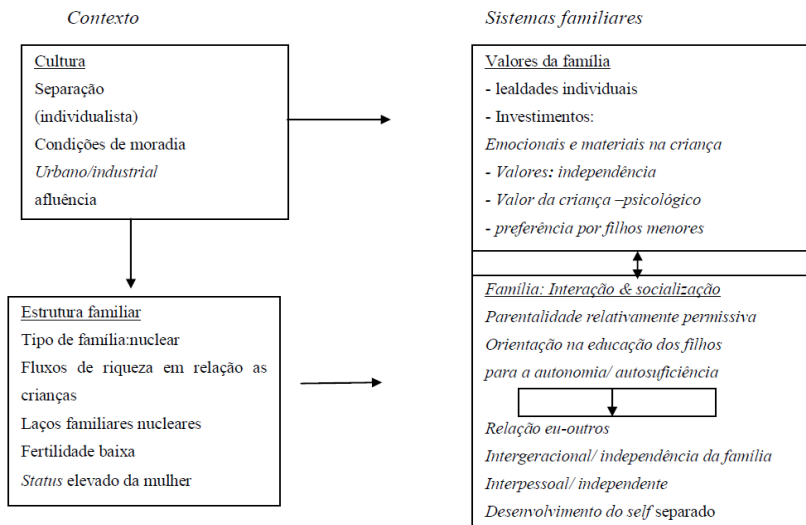 Contexto
Cultura
Separação
(individualista)
Condições de moradia
Urbano/industrial
afluência
Estrutura familiar
Tipo de família:nuclear
Fluxos de riqueza em relação as
crianças
Laços familiares nucleares
Fertilidade baixa
Status elevado da mulher
Sistemas familiares
Valores da família
- lealdades individuais
- Investimentos:
Emocionais e materiais na criança
- Valores: independência
- Valor da criança –psicológico
- preferência por filhos menores
Família: Interação & socialização
Parentalidade relativamente permissiva
Orientação na educação dos filhos
para a autonomia/ autosuficiência
Relação eu-outros
Intergeracional/ independência da família
Interpessoal/ independente
Desenvolvimento do self separado